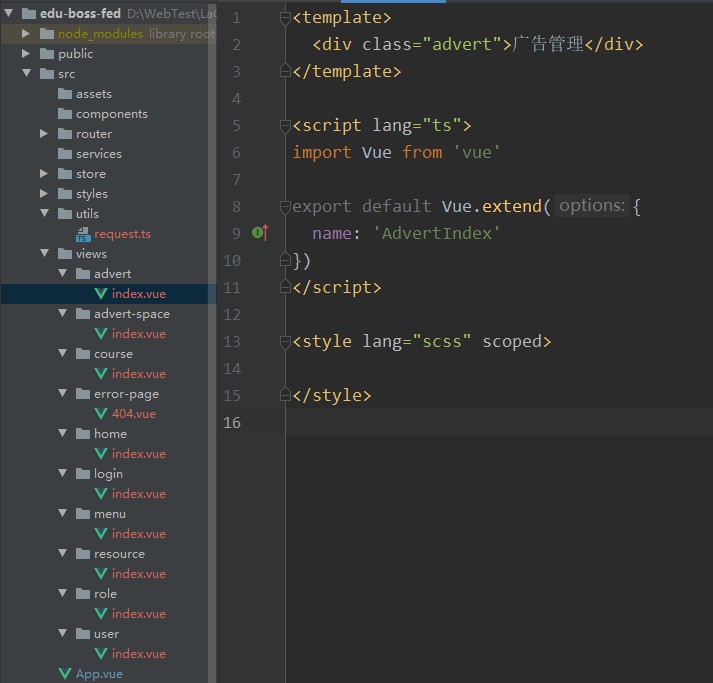 edu-boss-fed D:\WebTest\La
node_modules library root
public
src
assets
components
router
services
store
styles
utils
request.ts
views
advert
index.vue
advert-space
index.vue
course
index.vue
error-page
404.vue
home
index.vue
login
index.vue
menu
index.vue
resource
index.vue
role
index.vue
user
index.vue
App.vue
1 <template>
2 <div class="advert">广告管理</div>
3 </template>
4
5 <script lang="ts">
6 import Vue from 'vue'
7
8 export default Vue.extend( options: {
9 name: 'AdvertIndex'
10 })
11 </script>
12
13 <style lang="scss" scoped>
14
15 </style>
16